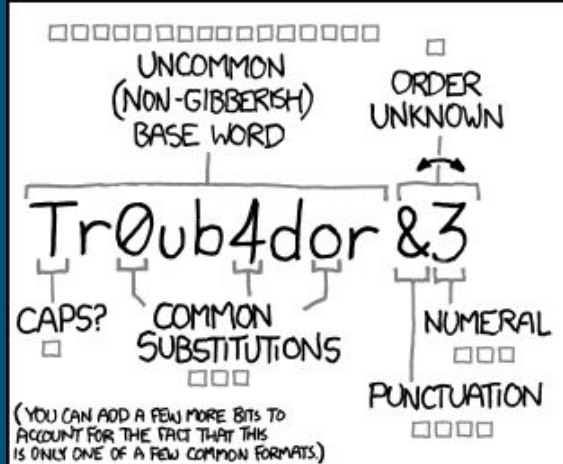 UNCOMMON
(NON-GIBBERISH)
BASE WORD
ORDER
UNKNOWN
Tr0ub4dor &3
CAPS?
COMMON
SUBSTITUTIONS
NUMERAL
PUNCTUATION
(YOU CAN ADD A FEW MORE BITS TO
ACCOUNT FOR THE FACT THAT THIS
IS ONLY ONE OF A FEW COMMON FORMATS.)